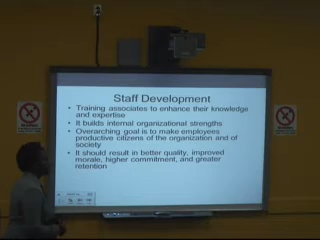 Staff Development
• Training associates to enhance their knowledge
and expertise
• It builds internal organizational strengths
• Overarching goal is to make employees
productive citizens of the organization and of
society
• It should result in better quality, improved
morale, higher commitment, and greater
retention